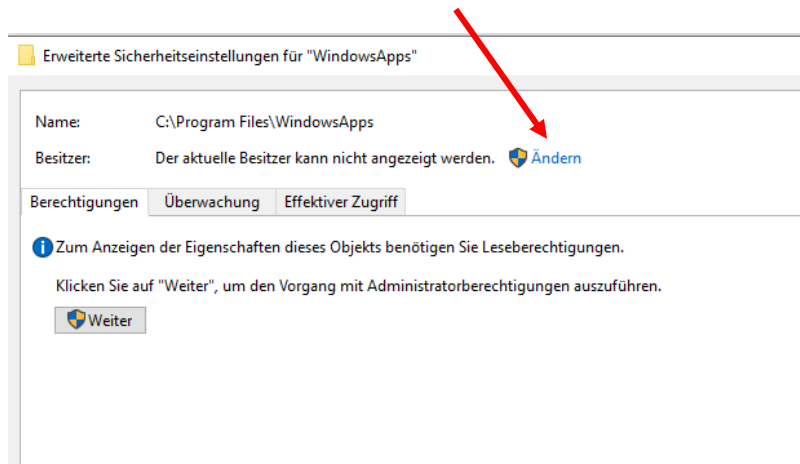 Erweiterte Sicherheitseinstellungen für "WindowsApps"
Name: C:\Program Files\WindowsApps
Besitzer: Der aktuelle Besitzer kann nicht angezeigt werden. Ändern
Berechtigungen Überwachung Effektiver Zugriff
Zum Anzeigen der Eigenschaften dieses Objekts benötigen Sie Leseberechtigungen.
Klicken Sie auf "Weiter", um den Vorgang mit Administratorberechtigungen auszuführen.
Weiter